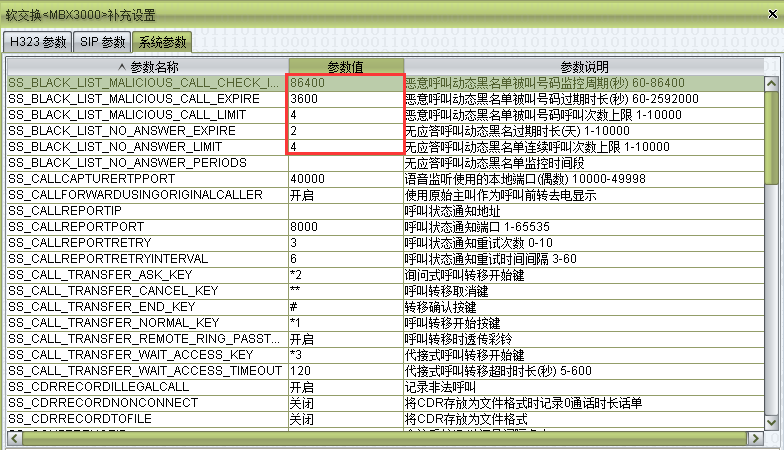 软交换<MBX3000>补充设置
H323 参数 SIP 参数 系统参数
参数名称 参数值 参数说明
SS_BLACK_LIST_MALICIOUS_CALL_CHECK_I... 86400 恶意呼叫动态黑名单被叫号码监控周期(秒) 60-86400
SS_BLACK_LIST_MALICIOUS_CALL_EXPIRE 3600 恶意呼叫动态黑名单被叫号码过期时长(秒) 60-2592000
SS_BLACK_LIST_MALICIOUS_CALL_LIMIT 4 恶意呼叫动态黑名单被叫号码呼叫次数上限 1-10000
SS_BLACK_LIST_NO_ANSWER_EXPIRE 2 无应答呼叫动态黑名过期时长(天) 1-10000
SS_BLACK_LIST_NO_ANSWER_LIMIT 4 无应答呼叫动态黑名单连续呼叫次数上限 1-10000
SS_BLACK_LIST_NO_ANSWER_PERIODS 无应答呼叫动态黑名单监控时间段
SS_CALLCAPTURERTPPORT 40000 语音监听使用的本地端口(偶数) 10000-49998
SS_CALLFORWARDUSINGORIGINALCALLER 开启 使用原始主叫作为呼叫前转去电显示
SS_CALLREPORTIP 呼叫状态通知地址
SS_CALLREPORTPORT 8000 呼叫状态通知端口 1-65535
SS_CALLREPORTRETRY 3 呼叫状态通知重试次数 0-10
SS_CALLREPORTRETRYINTERVAL 6 呼叫状态通知重试时间间隔 3-60
SS_CALL_TRANSFER_ASK_KEY *2 询问式呼叫转移开始键
SS_CALL_TRANSFER_CANCEL_KEY ** 呼叫转移取消键
SS_CALL_TRANSFER_END_KEY # 转移确认按键
SS_CALL_TRANSFER_NORMAL_KEY *1 呼叫转移开始按键
SS_CALL_TRANSFER_REMOTE_RING_PASST... 开启 呼叫转移时透传彩铃
SS_CALL_TRANSFER_WAIT_ACCESS_KEY *3 代接式呼叫转移开始键
SS_CALL_TRANSFER_WAIT_ACCESS_TIMEOUT 120 代接式呼叫转移超时时长(秒) 5-600
SS_CDRRECORDILLEGALCALL 开启 记录非法呼叫
SS_CDRRECORDNONCONNECT 关闭 将CDR存放为文件格式时记录0通话时长话单
SS_CDRRECORDTOFILE 关闭 将CDR存放为文件格式